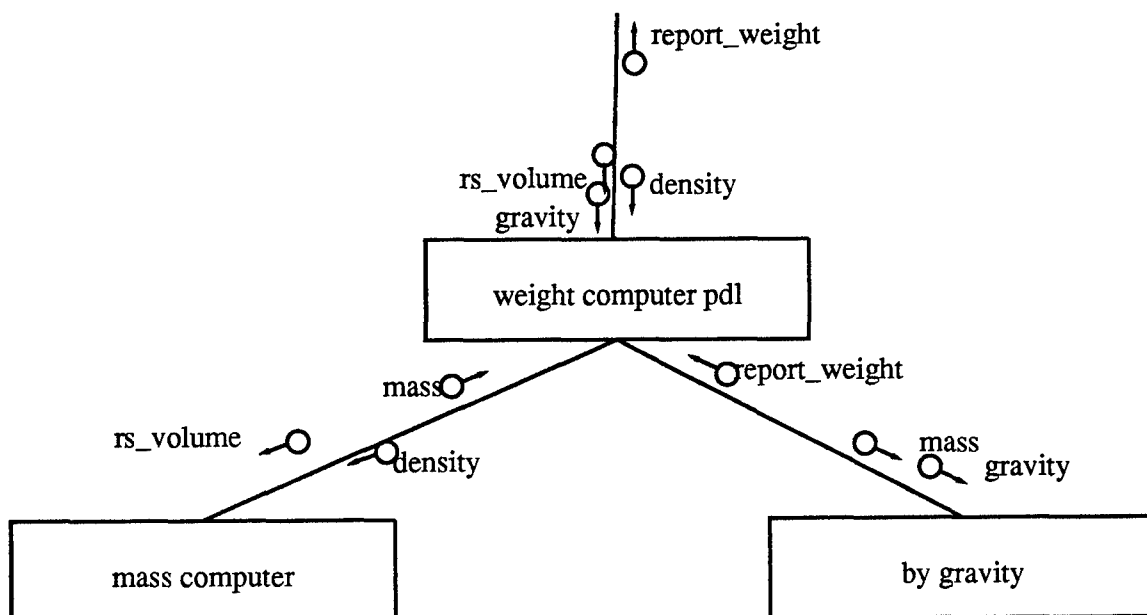 report_weight
rs_volume
density
gravity
weight computer pdl
mass
report_weight
rs_volume
density
mass
gravity
mass computer
by gravity